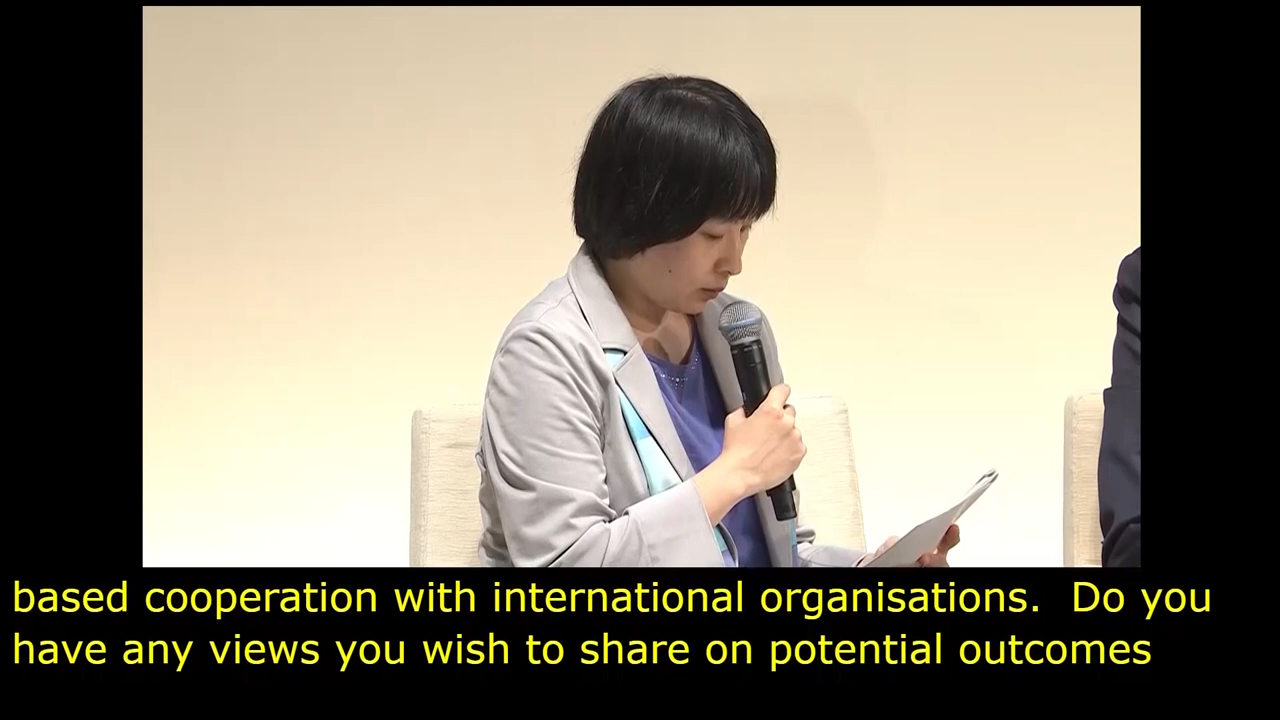 based cooperation with international organisations.  Do you
have any views you wish to share on potential outcomes